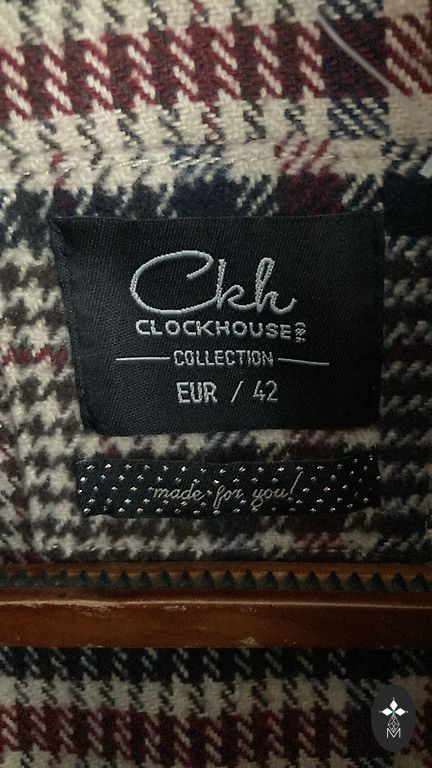 Ckh
CLOCKHOUSE
COLLECTION
EUR / 42
made for you!
M